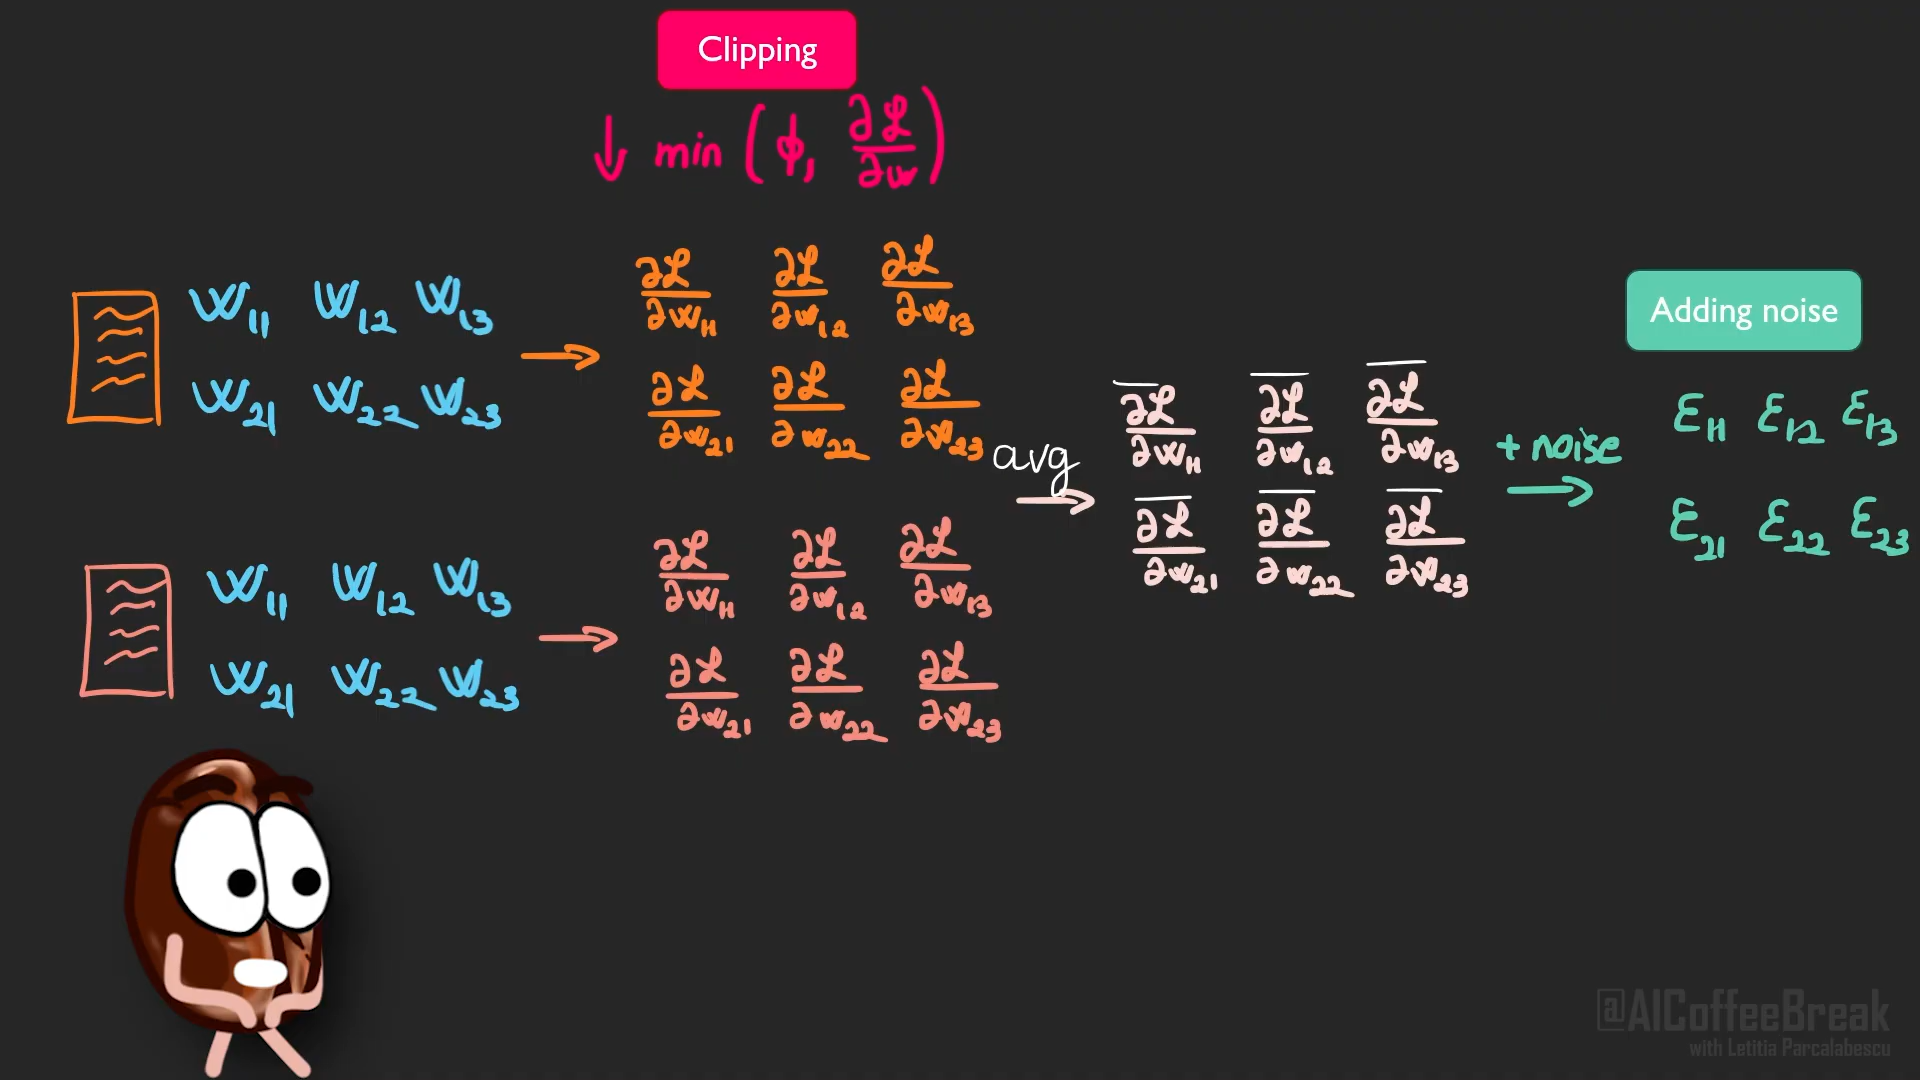 Clipping
↓ min (ϕ, ∂ℒ/∂w)
w₁₁ w₁₂ w₁₃
w₂₁ w₂₂ w₂₃
→
∂ℒ/∂w₁₁ ∂ℒ/∂w₁₂ ∂ℒ/∂w₁₃
∂ℒ/∂w₂₁ ∂ℒ/∂w₂₂ ∂ℒ/∂w₂₃
w₁₁ w₁₂ w₁₃
w₂₁ w₂₂ w₂₃
→
∂ℒ/∂w₁₁ ∂ℒ/∂w₁₂ ∂ℒ/∂w₁₃
∂ℒ/∂w₂₁ ∂ℒ/∂w₂₂ ∂ℒ/∂w₂₃
avg
→
∂ℒ̅/∂w₁₁ ∂ℒ̅/∂w₁₂ ∂ℒ̅/∂w₁₃
∂ℒ̅/∂w₂₁ ∂ℒ̅/∂w₂₂ ∂ℒ̅/∂w₂₃
+ noise
→
Adding noise
ε₁₁ ε₁₂ ε₁₃
ε₂₁ ε₂₂ ε₂₃
@AICoffeeBreak
with Letitia Parcalabescu